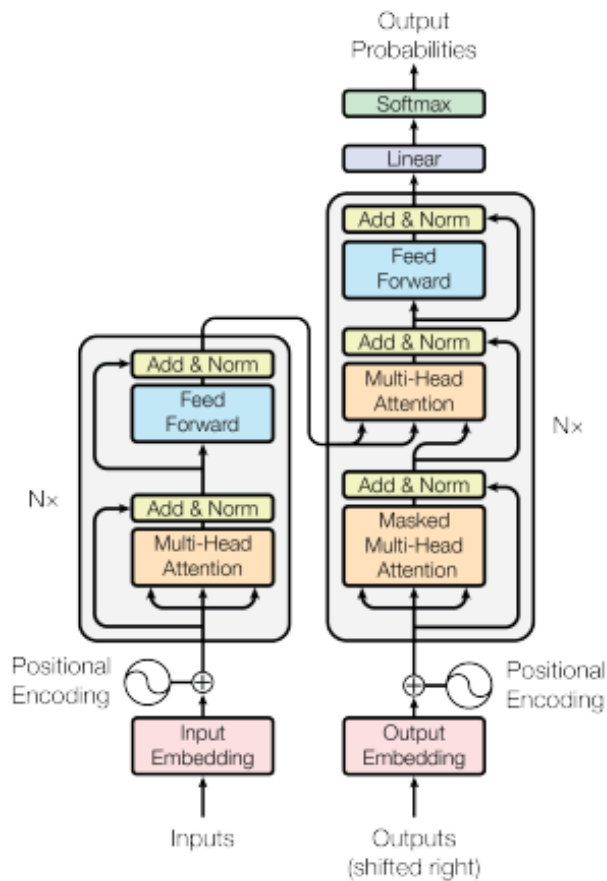 Output
Probabilities
Softmax
Linear
Add & Norm
Feed
Forward
Add & Norm
Multi-Head
Attention
Add & Norm
Masked
Multi-Head
Attention
Nx
Add & Norm
Feed
Forward
Add & Norm
Multi-Head
Attention
Nx
Positional
Encoding
Positional
Encoding
Input
Embedding
Output
Embedding
Inputs
Outputs
(shifted right)